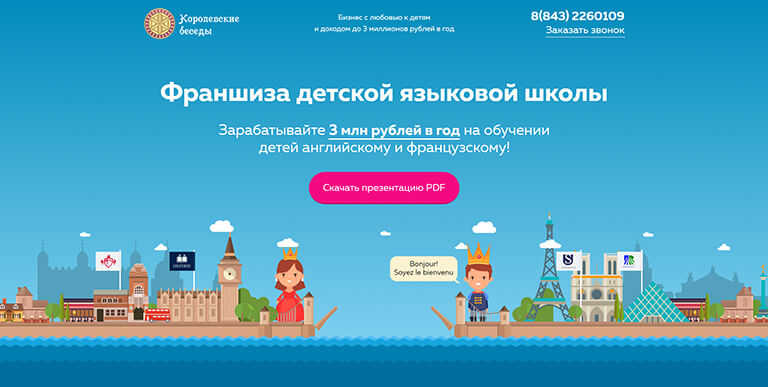 Королевские
беседы
Бизнес с любовью к детям
и доходом до 3 миллионов рублей в год
8(843) 2260109
Заказать звонок
Франшиза детской языковой школы
Зарабатывайте 3 млн рублей в год на обучении
детей английскому и французскому!
Скачать презентацию PDF
OXFORD
Bonjour!
Soyez le bienvenu
S